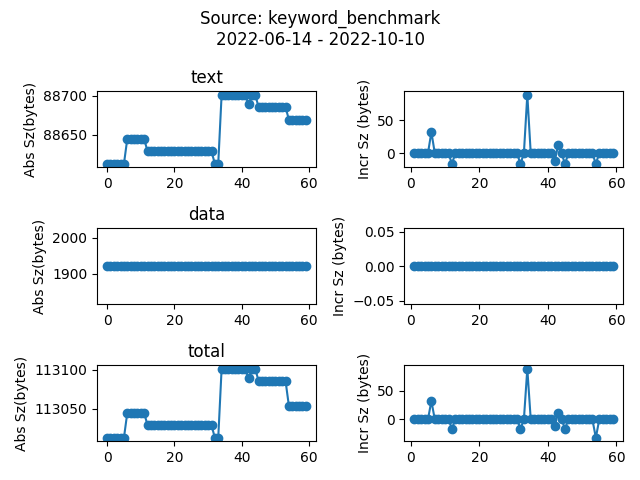 Source: keyword_benchmark
2022-06-14 - 2022-10-10
text
Abs Sz(bytes)
88700
88650
0 20 40 60
Incr Sz (bytes)
50
0
0 20 40 60
data
Abs Sz(bytes)
2000
1900
0 20 40 60
Incr Sz (bytes)
0.05
0.00
−0.05
0 20 40 60
total
Abs Sz(bytes)
113100
113050
0 20 40 60
Incr Sz (bytes)
50
0
0 20 40 60